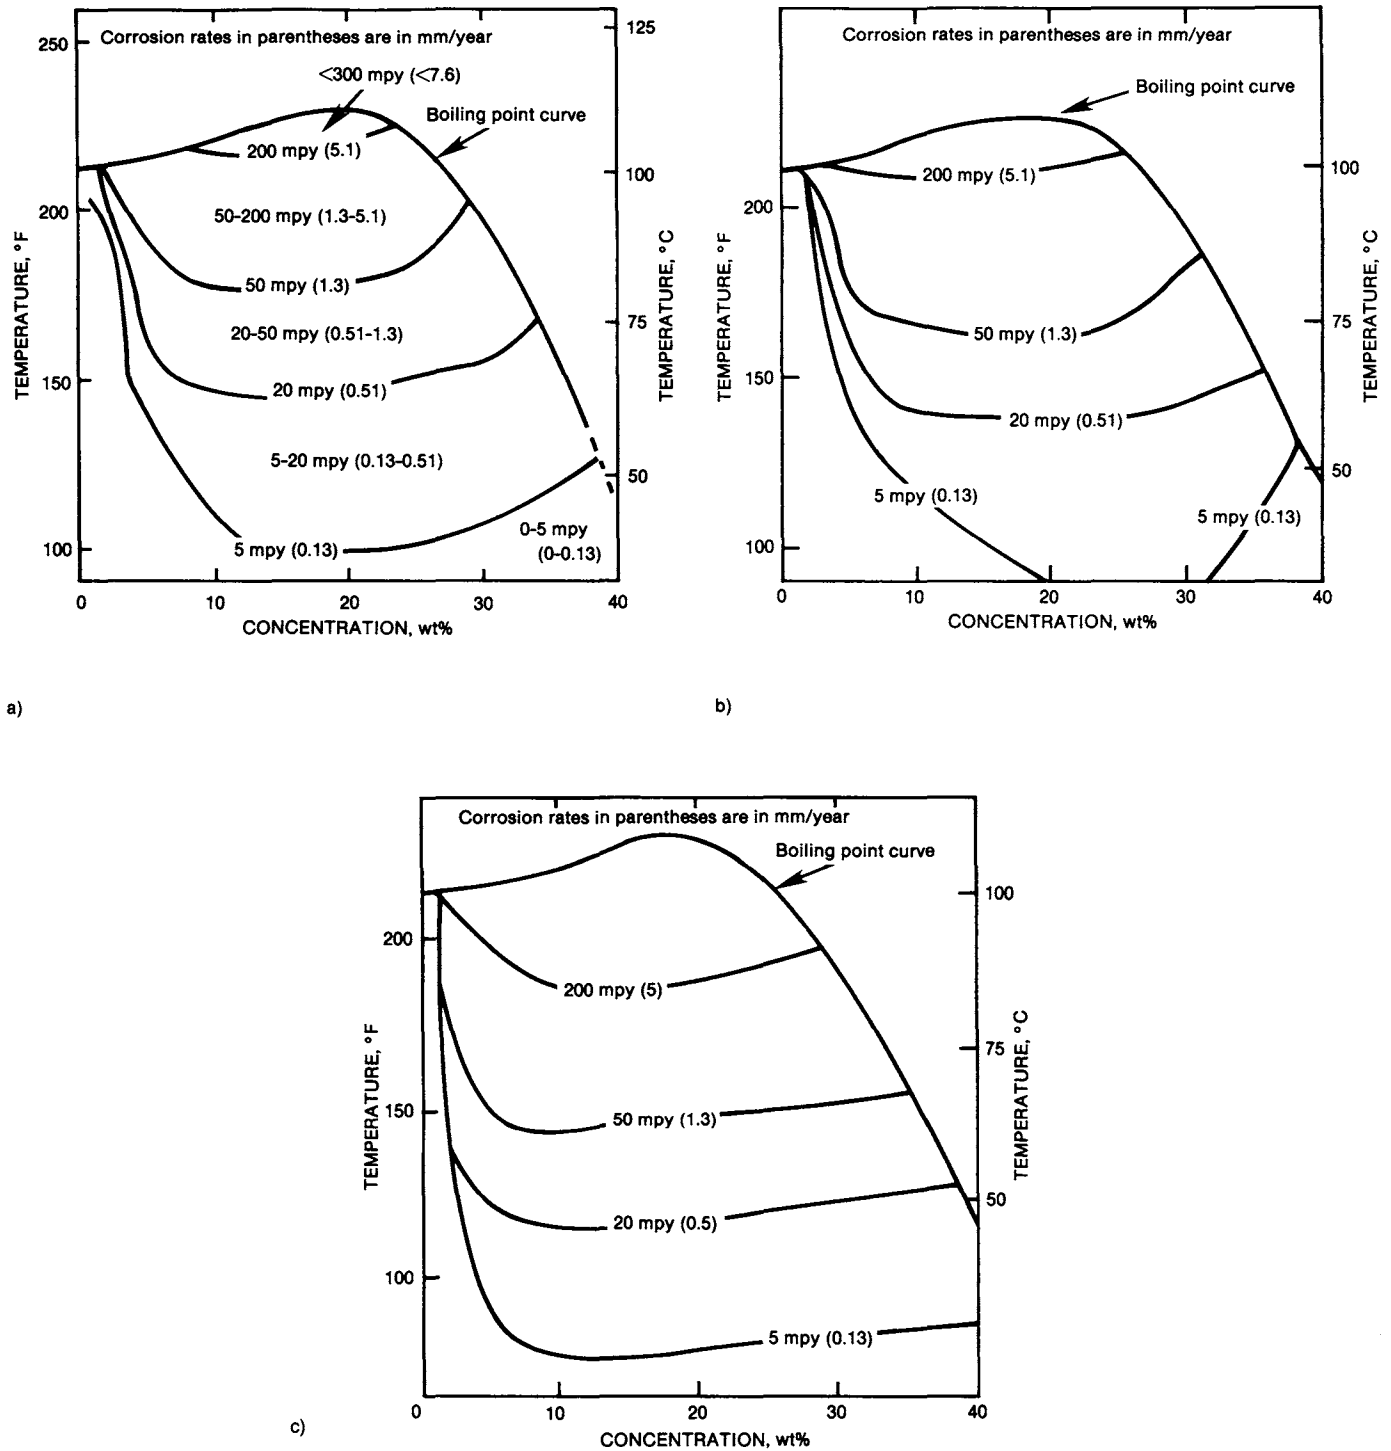 Corrosion rates in parentheses are in mm/year
<300 mpy (<7.6)
Boiling point curve
200 mpy (5.1)
50-200 mpy (1.3-5.1)
50 mpy (1.3)
20-50 mpy (0.51-1.3)
20 mpy (0.51)
5-20 mpy (0.13-0.51)
5 mpy (0.13)
0-5 mpy
(0-0.13)
250
200
150
100
TEMPERATURE, °F
125
100
75
50
TEMPERATURE, °C
0 10 20 30 40
CONCENTRATION, wt%
a)
Corrosion rates in parentheses are in mm/year
Boiling point curve
200 mpy (5.1)
50 mpy (1.3)
20 mpy (0.51)
5 mpy (0.13)
5 mpy (0.13)
200
150
100
TEMPERATURE, °F
100
75
50
TEMPERATURE, °C
0 10 20 30 40
CONCENTRATION, wt%
b)
Corrosion rates in parentheses are in mm/year
Boiling point curve
200 mpy (5)
50 mpy (1.3)
20 mpy (0.5)
5 mpy (0.13)
200
150
100
TEMPERATURE, °F
100
75
50
TEMPERATURE, °C
0 10 20 30 40
CONCENTRATION, wt%
c)